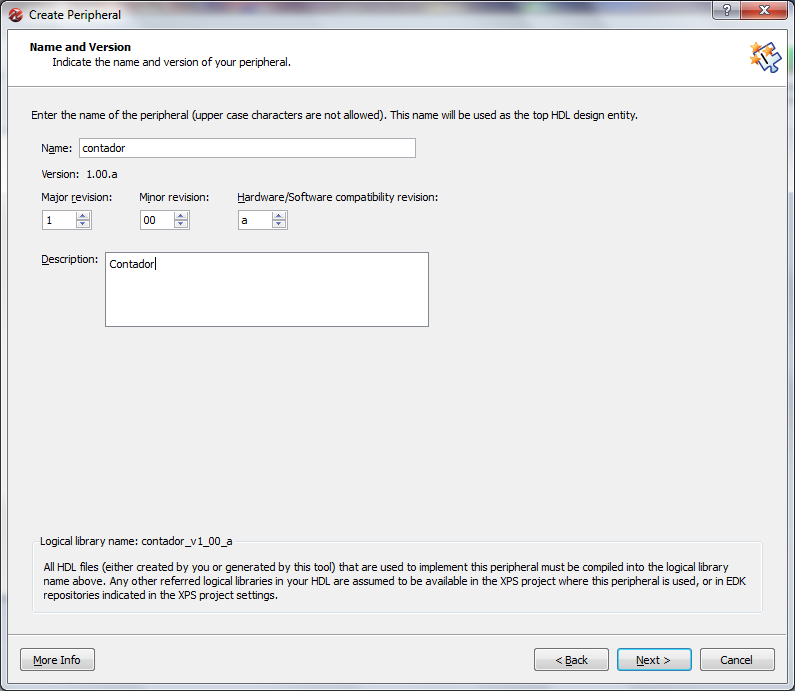 Create Peripheral
?
Name and Version
Indicate the name and version of your peripheral.
Enter the name of the peripheral (upper case characters are not allowed). This name will be used as the top HDL design entity.
Name: contador
Version: 1.00.a
Major revision: Minor revision: Hardware/Software compatibility revision:
1 00 a
Description: Contador
Logical library name: contador_v1_00_a
All HDL files (either created by you or generated by this tool) that are used to implement this peripheral must be compiled into the logical library
name above. Any other referred logical libraries in your HDL are assumed to be available in the XPS project where this peripheral is used, or in EDK
repositories indicated in the XPS project settings.
More Info < Back Next > Cancel